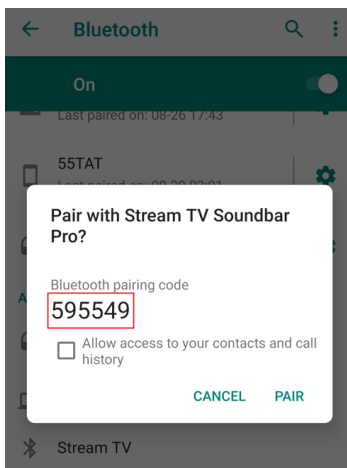 Bluetooth
On
Last paired on: 08-26 17:43
55TAT
Pair with Stream TV Soundbar
Pro?
Bluetooth pairing code
595549
Allow access to your contacts and call
history
CANCEL PAIR
Stream TV